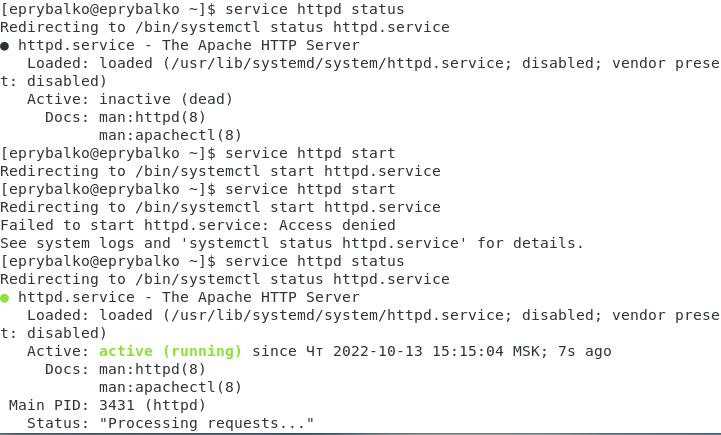 [eprybalko@eprybalko ~]$ service httpd status
Redirecting to /bin/systemctl status httpd.service
● httpd.service - The Apache HTTP Server
   Loaded: loaded (/usr/lib/systemd/system/httpd.service; disabled; vendor prese
t: disabled)
   Active: inactive (dead)
     Docs: man:httpd(8)
           man:apachectl(8)
[eprybalko@eprybalko ~]$ service httpd start
Redirecting to /bin/systemctl start httpd.service
[eprybalko@eprybalko ~]$ service httpd start
Redirecting to /bin/systemctl start httpd.service
Failed to start httpd.service: Access denied
See system logs and 'systemctl status httpd.service' for details.
[eprybalko@eprybalko ~]$ service httpd status
Redirecting to /bin/systemctl status httpd.service
● httpd.service - The Apache HTTP Server
   Loaded: loaded (/usr/lib/systemd/system/httpd.service; disabled; vendor prese
t: disabled)
   Active: active (running) since Чт 2022-10-13 15:15:04 MSK; 7s ago
     Docs: man:httpd(8)
           man:apachectl(8)
 Main PID: 3431 (httpd)
   Status: "Processing requests..."